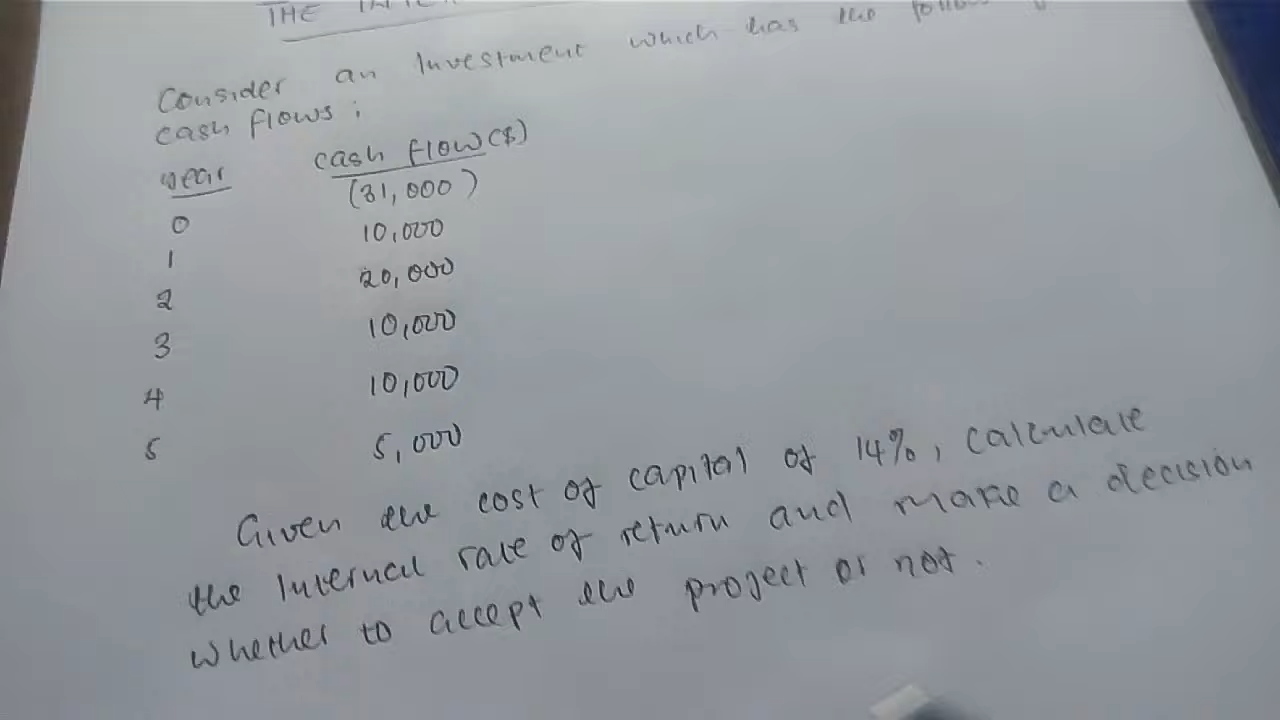 THE
Consider an Investment which has the
cash flows:
year cash flow($)
0 (31,000)
1 10,000
2 20,000
3 10,000
4 10,000
5 5,000
Given the cost of capital of 14%, calculate
the Internal rate of return and make a decision
whether to accept the project or not.